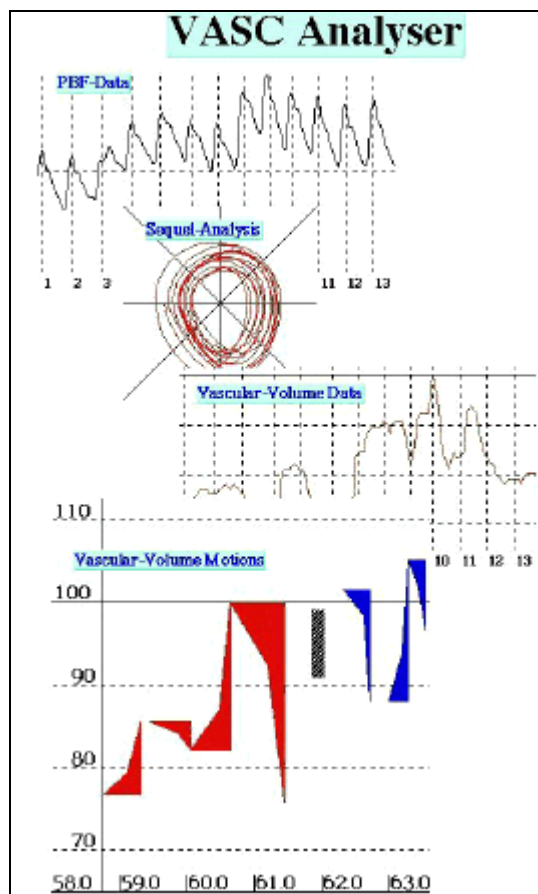 VASC Analyser
PBF-Data
Sequel-Analysis
1 2 3 11 12 13
Vascular-Volume Data
110
Vascular-Volume Motions
10 11 12 13
100
90
80
70
58.0 |59.0 |60.0 |61.0 |62.0 |63.0